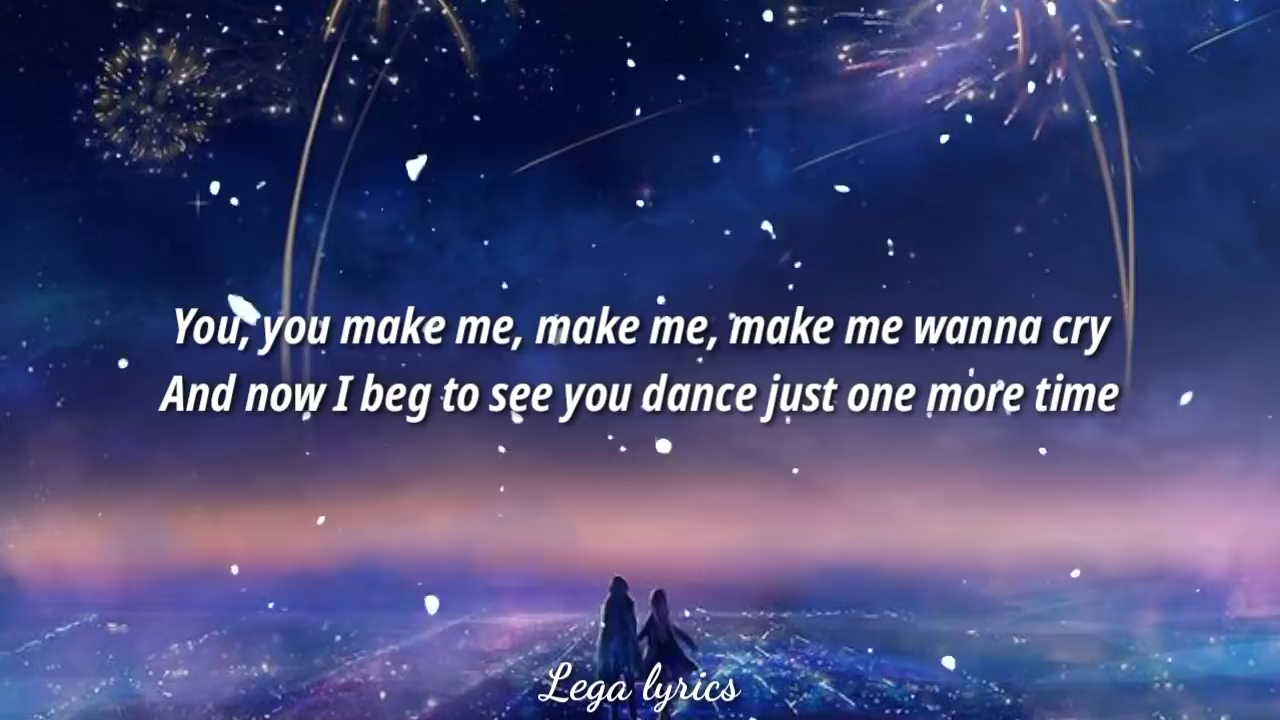 You, you make me, make me, make me wanna cry
And now I beg to see you dance just one more time
Lega lyrics